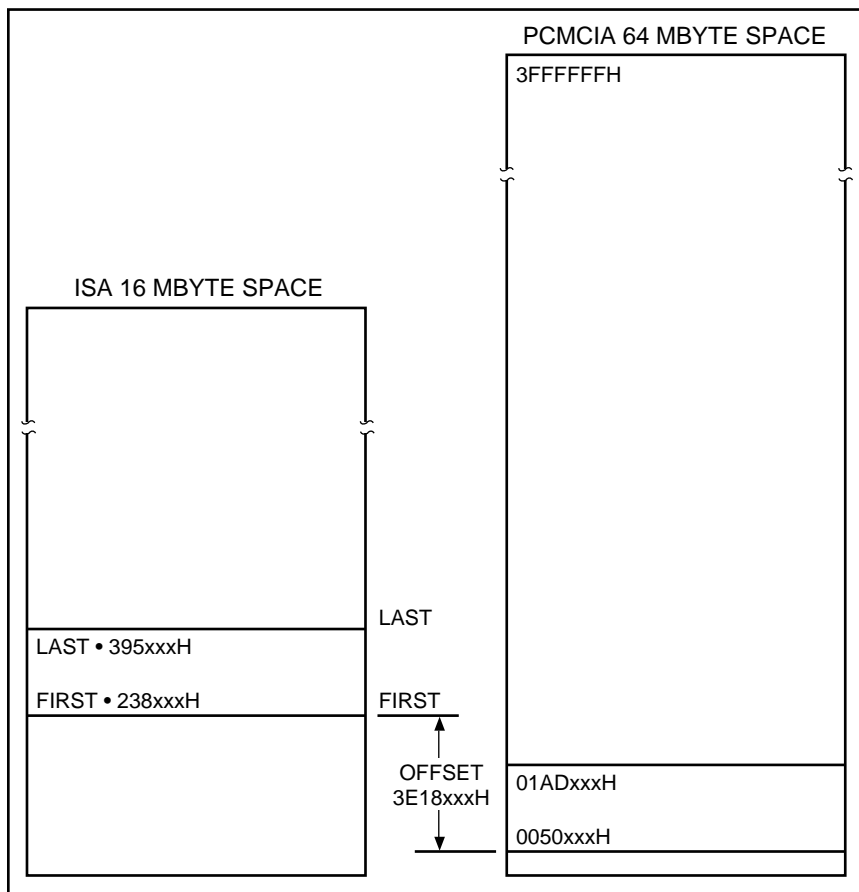 PCMCIA 64 MBYTE SPACE
3FFFFFFH
ISA 16 MBYTE SPACE
LAST
LAST • 395xxxH
FIRST • 238xxxH
FIRST
OFFSET
3E18xxxH
01ADxxxH
0050xxxH